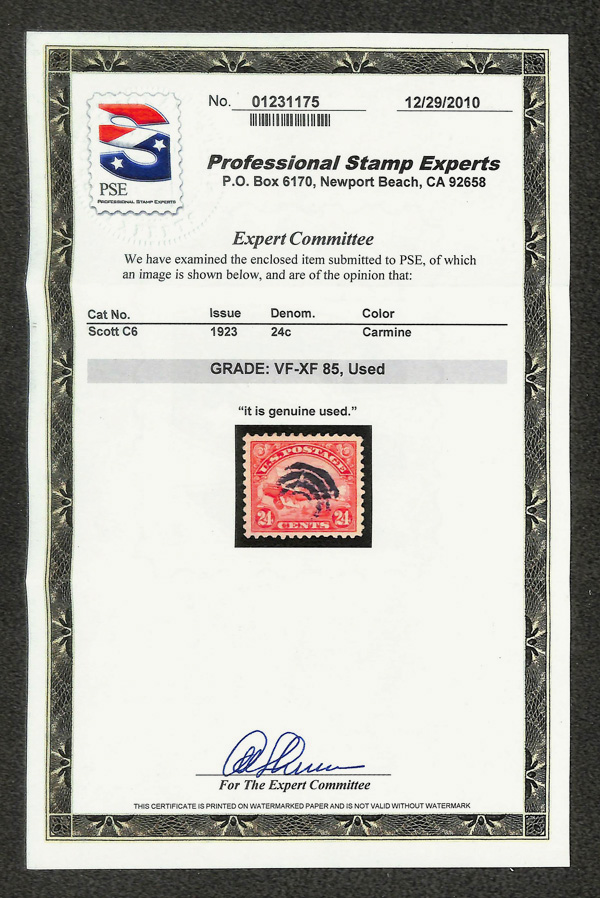 No. 01231175 12/29/2010
PSE
PROFESSIONAL STAMP EXPERTS
Professional Stamp Experts
P.O. Box 6170, Newport Beach, CA 92658
Expert Committee
We have examined the enclosed item submitted to PSE, of which
an image is shown below, and are of the opinion that:
Cat No. Issue Denom. Color
Scott C6 1923 24c Carmine
GRADE: VF-XF 85, Used
“it is genuine used.”
U.S. POSTAGE
24 CENTS 24
For The Expert Committee
THIS CERTIFICATE IS PRINTED ON WATERMARKED PAPER AND IS NOT VALID WITHOUT WATERMARK